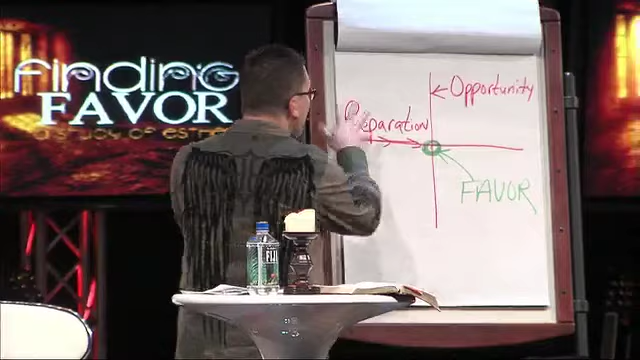 finding
FAVOR
a study of esther
Opportunity
Preparation
FAVOR
FIJI